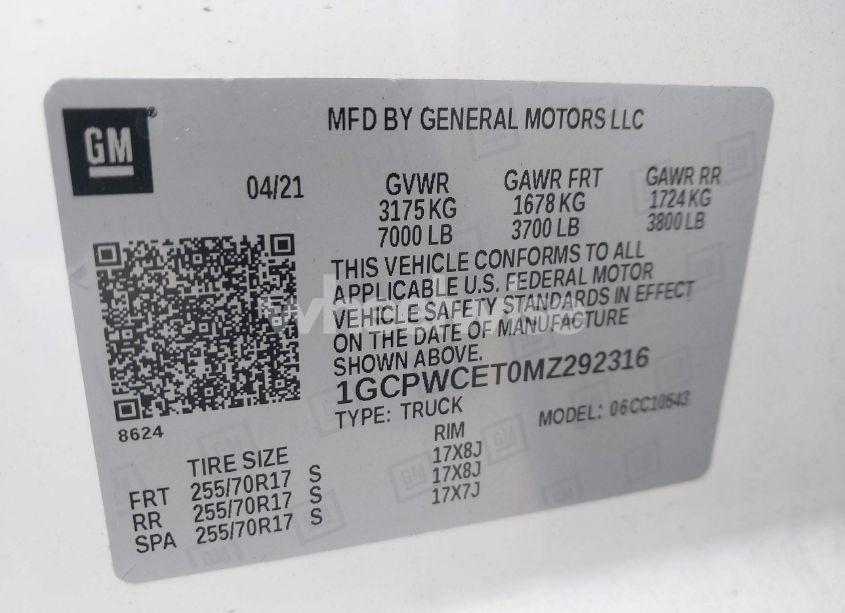 GM
MFD BY GENERAL MOTORS LLC
04/21
GVWR GAWR FRT GAWR RR
3175 KG 1678 KG 1724 KG
7000 LB 3700 LB 3800 LB
THIS VEHICLE CONFORMS TO ALL
APPLICABLE U.S. FEDERAL MOTOR
VEHICLE SAFETY STANDARDS IN EFFECT
ON THE DATE OF MANUFACTURE
SHOWN ABOVE.
1GCPWCET0MZ292316
TYPE: TRUCK MODEL: 06CC10543
8624
TIRE SIZE RIM
FRT 255/70R17 S 17X8J
RR 255/70R17 S 17X8J
SPA 255/70R17 S 17X7J